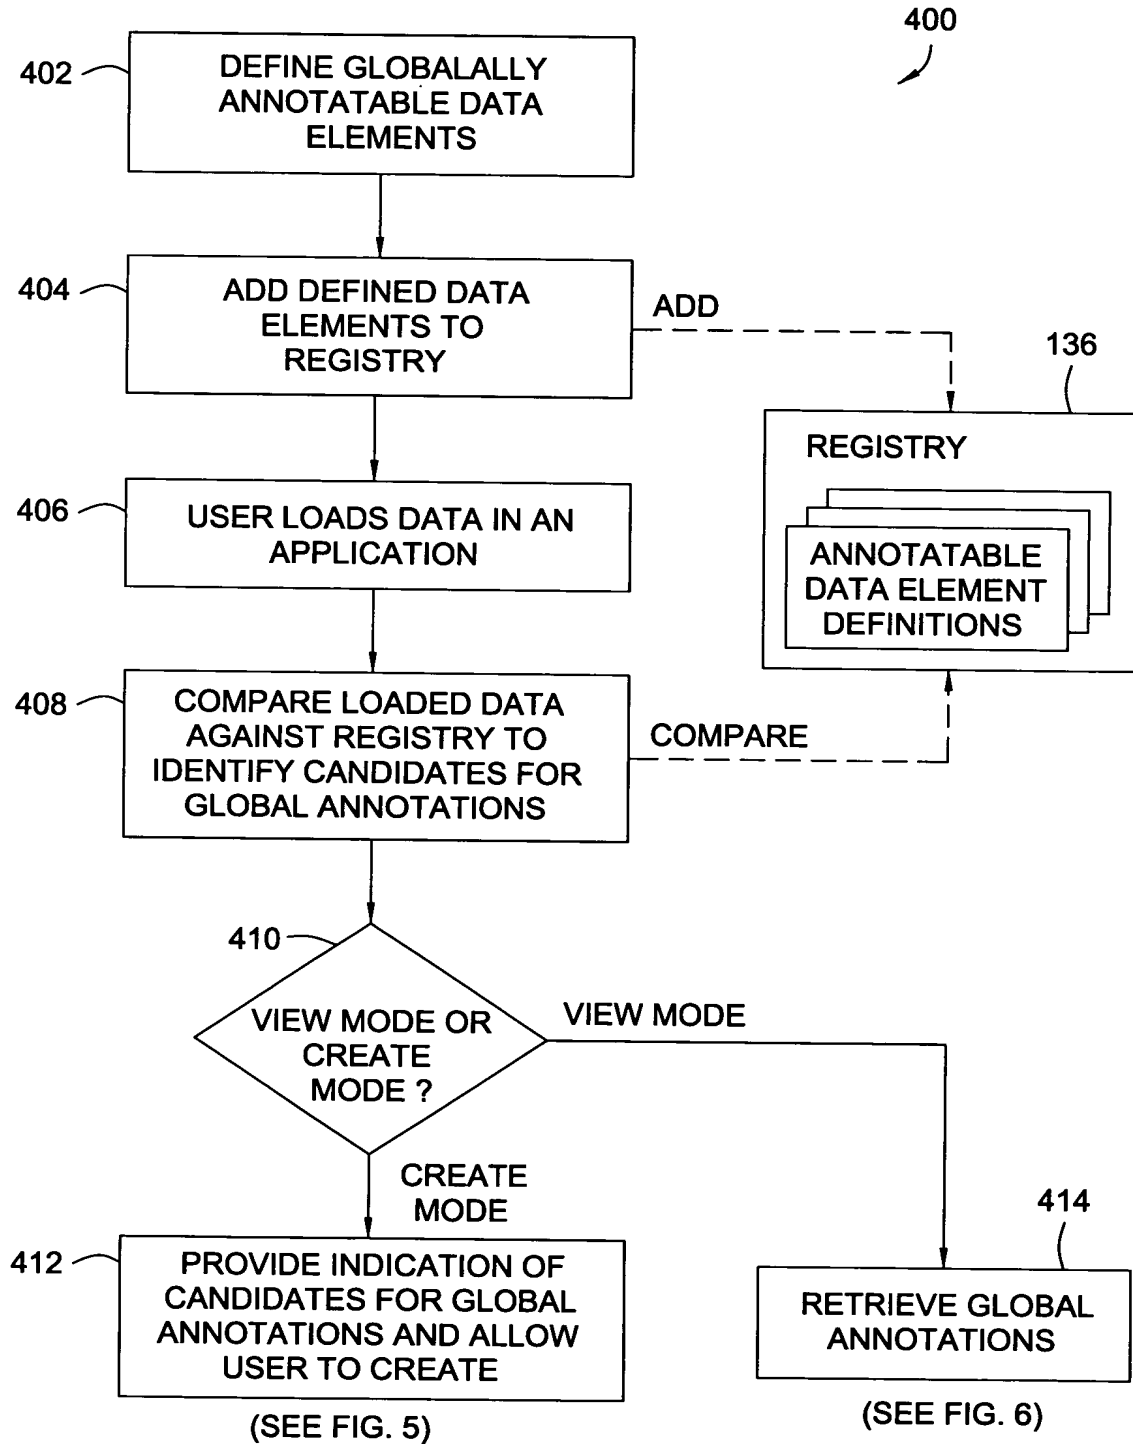 400
402
DEFINE GLOBALALLY
ANNOTATABLE DATA
ELEMENTS
404
ADD DEFINED DATA
ELEMENTS TO
REGISTRY
ADD
136
REGISTRY
ANNOTATABLE
DATA ELEMENT
DEFINITIONS
406
USER LOADS DATA IN AN
APPLICATION
408
COMPARE LOADED DATA
AGAINST REGISTRY TO
IDENTIFY CANDIDATES FOR
GLOBAL ANNOTATIONS
COMPARE
410
VIEW MODE OR
CREATE
MODE ?
VIEW MODE
CREATE
MODE
412
PROVIDE INDICATION OF
CANDIDATES FOR GLOBAL
ANNOTATIONS AND ALLOW
USER TO CREATE
(SEE FIG. 5)
414
RETRIEVE GLOBAL
ANNOTATIONS
(SEE FIG. 6)